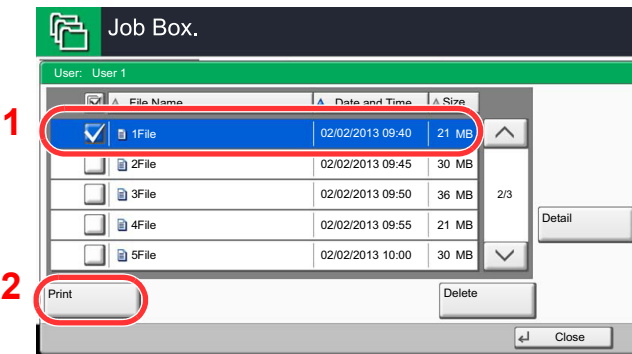 Job Box.
User: User 1
File Name Date and Time Size
1
1File 02/02/2013 09:40 21 MB
2File 02/02/2013 09:45 30 MB
3File 02/02/2013 09:50 36 MB 2/3
4File 02/02/2013 09:55 21 MB
Detail
5File 02/02/2013 10:00 30 MB
2
Print Delete
Close